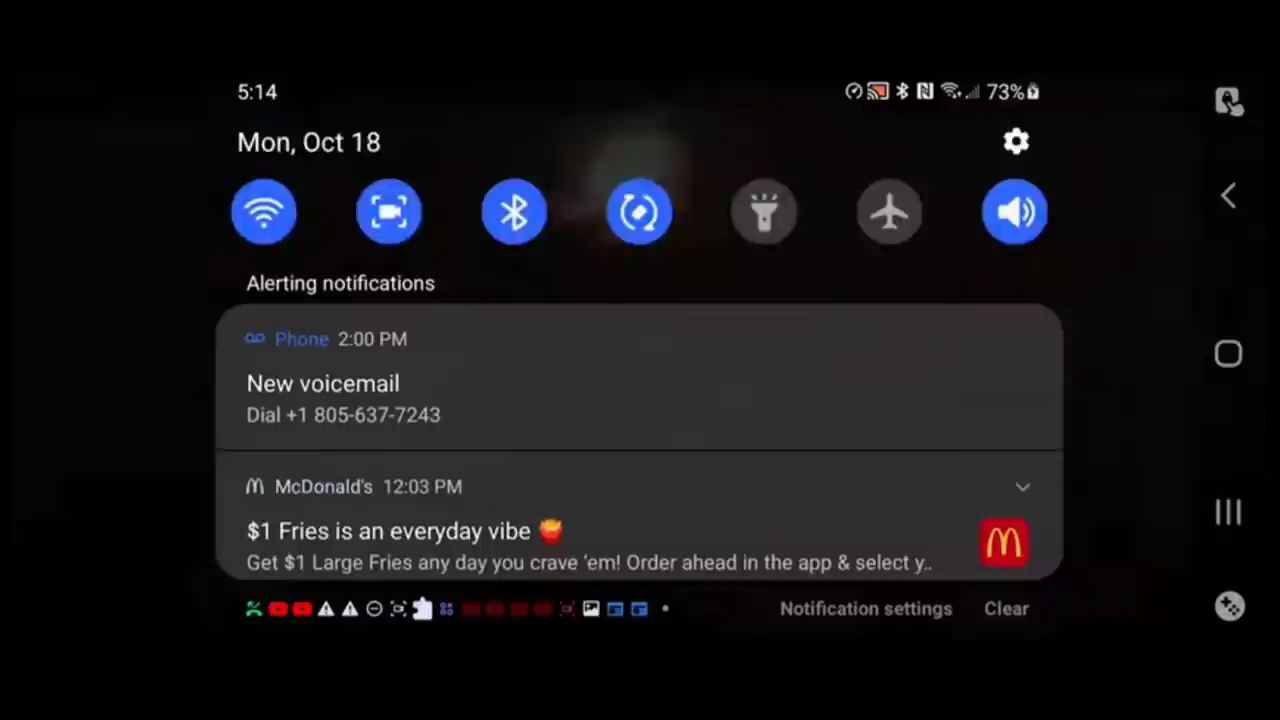 5:14
73%
Mon, Oct 18
Alerting notifications
Phone 2:00 PM
New voicemail
Dial +1 805-637-7243
McDonald's 12:03 PM
$1 Fries is an everyday vibe 🍟
Get $1 Large Fries any day you crave 'em! Order ahead in the app & select y..
Notification settings Clear